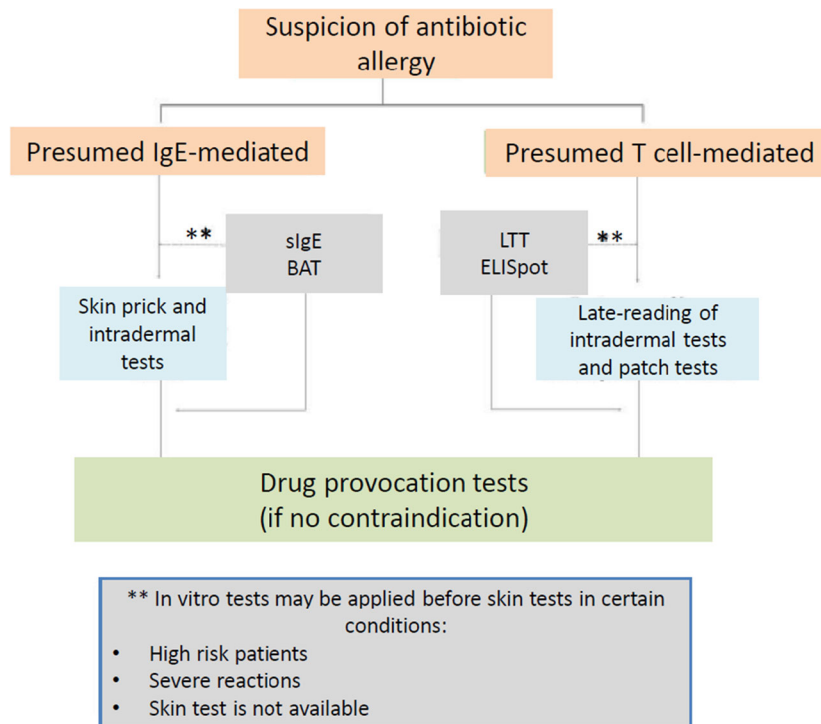 Suspicion of antibiotic
allergy
Presumed IgE-mediated
Presumed T cell-mediated
**
sIgE
BAT
LTT
ELISpot
**
Skin prick and
intradermal
tests
Late-reading of
intradermal tests
and patch tests
Drug provocation tests
(if no contraindication)
** In vitro tests may be applied before skin tests in certain
conditions:
• High risk patients
• Severe reactions
• Skin test is not available